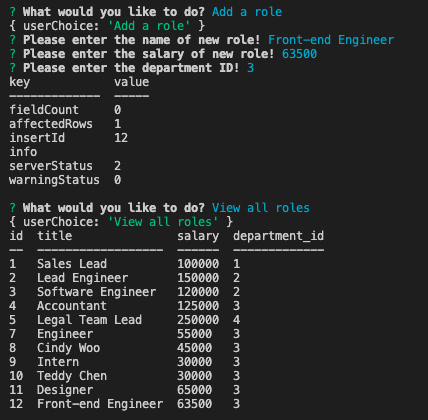 ? What would you like to do? Add a role
{ userChoice: 'Add a role' }
? Please enter the name of new role! Front-end Engineer
? Please enter the salary of new role! 63500
? Please enter the department ID! 3
key            value
-------------  -----
fieldCount     0
affectedRows   1
insertId       12
info
serverStatus   2
warningStatus  0
? What would you like to do? View all roles
{ userChoice: 'View all roles' }
id  title               salary  department_id
--  ------------------  ------  -------------
1   Sales Lead          100000  1
2   Lead Engineer       150000  2
3   Software Engineer   120000  2
4   Accountant          125000  3
5   Legal Team Lead     250000  4
7   Engineer            55000   3
8   Cindy Woo           45000   3
9   Intern              30000   3
10  Teddy Chen          30000   3
11  Designer            65000   3
12  Front-end Engineer  63500   3